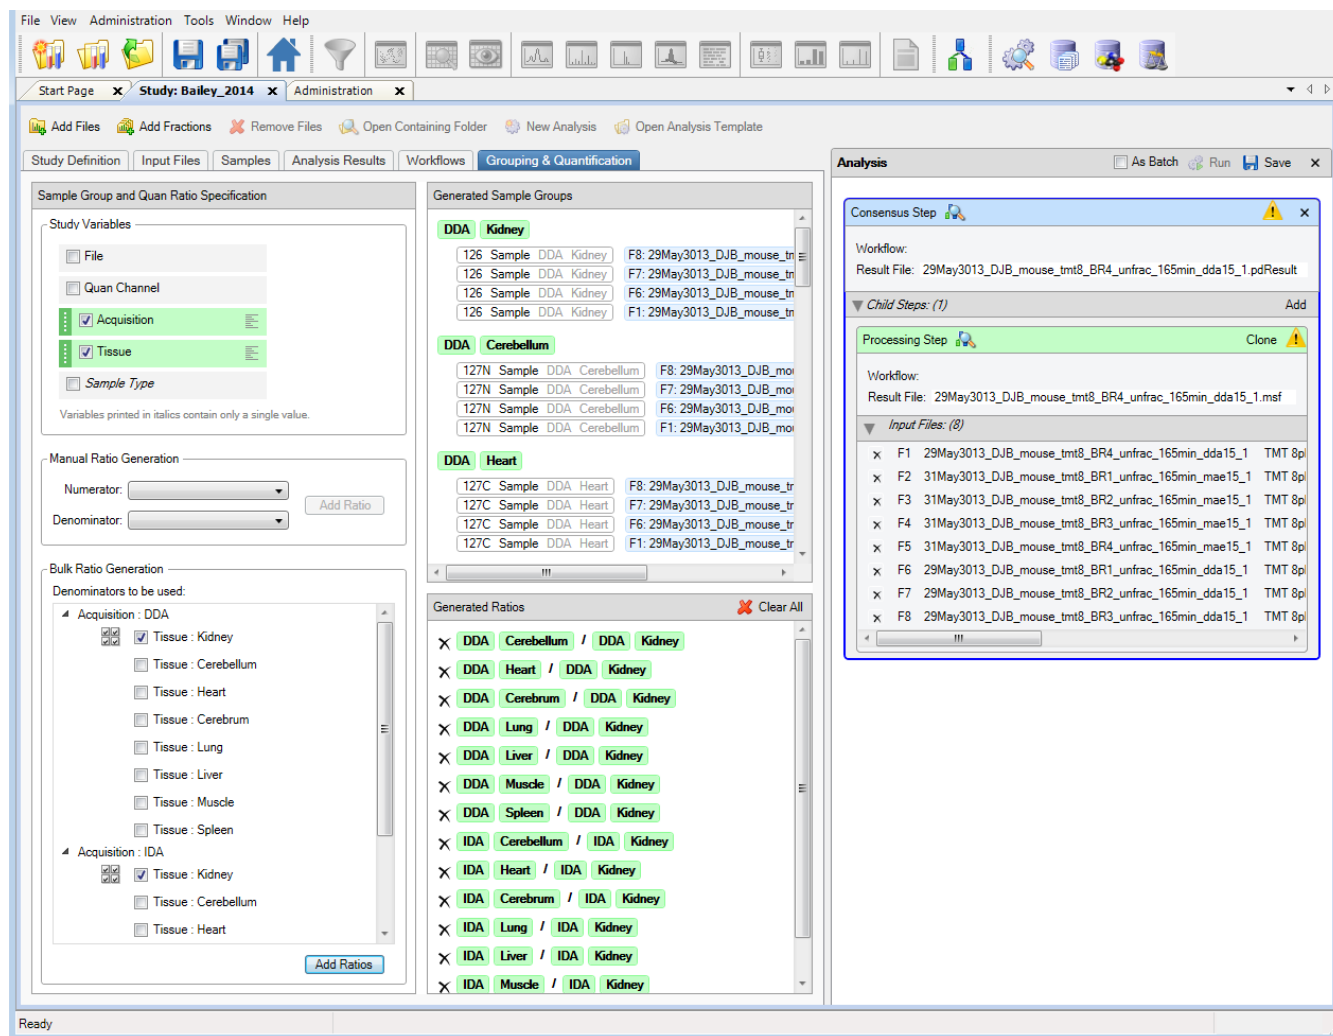 File View Administration Tools Window Help
Start Page x Study: Bailey_2014 x Administration x
Add Files Add Fractions Remove Files Open Containing Folder New Analysis Open Analysis Template
Study Definition Input Files Samples Analysis Results Workflows Grouping & Quantification
Sample Group and Quan Ratio Specification
Study Variables
File
Quan Channel
Acquisition
Tissue
Sample Type
Variables printed in italics contain only a single value.
Manual Ratio Generation
Numerator:
Denominator:
Add Ratio
Bulk Ratio Generation
Denominators to be used:
Acquisition : DDA
Tissue : Kidney
Tissue : Cerebellum
Tissue : Heart
Tissue : Cerebrum
Tissue : Lung
Tissue : Liver
Tissue : Muscle
Tissue : Spleen
Acquisition : IDA
Tissue : Kidney
Tissue : Cerebellum
Tissue : Heart
Add Ratios
Generated Sample Groups
DDA Kidney
126 Sample DDA Kidney F8: 29May3013_DJB_mouse_tn
126 Sample DDA Kidney F7: 29May3013_DJB_mouse_tn
126 Sample DDA Kidney F6: 29May3013_DJB_mouse_tn
126 Sample DDA Kidney F1: 29May3013_DJB_mouse_tn
DDA Cerebellum
127N Sample DDA Cerebellum F8: 29May3013_DJB_mou
127N Sample DDA Cerebellum F7: 29May3013_DJB_mou
127N Sample DDA Cerebellum F6: 29May3013_DJB_mou
127N Sample DDA Cerebellum F1: 29May3013_DJB_mou
DDA Heart
127C Sample DDA Heart F8: 29May3013_DJB_mouse_tr
127C Sample DDA Heart F7: 29May3013_DJB_mouse_tr
127C Sample DDA Heart F6: 29May3013_DJB_mouse_tr
127C Sample DDA Heart F1: 29May3013_DJB_mouse_tr
Generated Ratios Clear All
DDA Cerebellum / DDA Kidney
DDA Heart / DDA Kidney
DDA Cerebrum / DDA Kidney
DDA Lung / DDA Kidney
DDA Liver / DDA Kidney
DDA Muscle / DDA Kidney
DDA Spleen / DDA Kidney
IDA Cerebellum / IDA Kidney
IDA Heart / IDA Kidney
IDA Cerebrum / IDA Kidney
IDA Lung / IDA Kidney
IDA Liver / IDA Kidney
IDA Muscle / IDA Kidney
Analysis As Batch Run Save x
Consensus Step x
Workflow:
Result File: 29May3013_DJB_mouse_tmt8_BR4_unfrac_165min_dda15_1.pdResult
Child Steps: (1) Add
Processing Step Clone
Workflow:
Result File: 29May3013_DJB_mouse_tmt8_BR4_unfrac_165min_dda15_1.msf
Input Files: (8)
x F1 29May3013_DJB_mouse_tmt8_BR4_unfrac_165min_dda15_1 TMT 8pl
x F2 31May3013_DJB_mouse_tmt8_BR1_unfrac_165min_mae15_1 TMT 8pl
x F3 31May3013_DJB_mouse_tmt8_BR2_unfrac_165min_mae15_1 TMT 8pl
x F4 31May3013_DJB_mouse_tmt8_BR3_unfrac_165min_mae15_1 TMT 8pl
x F5 31May3013_DJB_mouse_tmt8_BR4_unfrac_165min_mae15_1 TMT 8pl
x F6 29May3013_DJB_mouse_tmt8_BR1_unfrac_165min_dda15_1 TMT 8pl
x F7 29May3013_DJB_mouse_tmt8_BR2_unfrac_165min_dda15_1 TMT 8pl
x F8 29May3013_DJB_mouse_tmt8_BR3_unfrac_165min_dda15_1 TMT 8pl
Ready